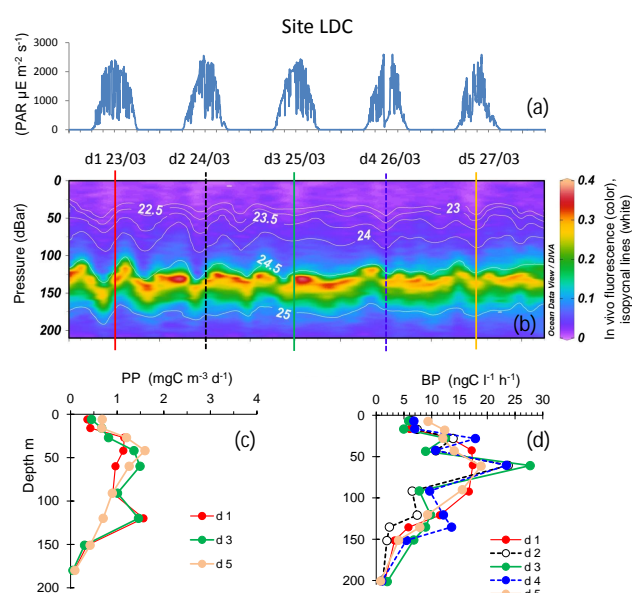 Site LDC
(PAR µE m-2 s-1)
3000
2000
1000
0
(a)
d1 23/03
d2 24/03
d3 25/03
d4 26/03
d5 27/03
Pressure (dBar)
0
50
100
150
200
22.5
23.5
23
24
24.5
25
(b)
Ocean Data View / DIVA
0.4
0.3
0.2
0.1
0
In vivo fluorescence (color),
isopycnal lines (white)
PP (mgC m-3 d-1)
0 1 2 3 4
Depth m
0
50
100
150
200
(c)
d 1
d 3
d 5
BP (ngC l-1 h-1)
0 5 10 15 20 25 30
0
50
100
150
200
(d)
d 1
d 2
d 3
d 4
d 5